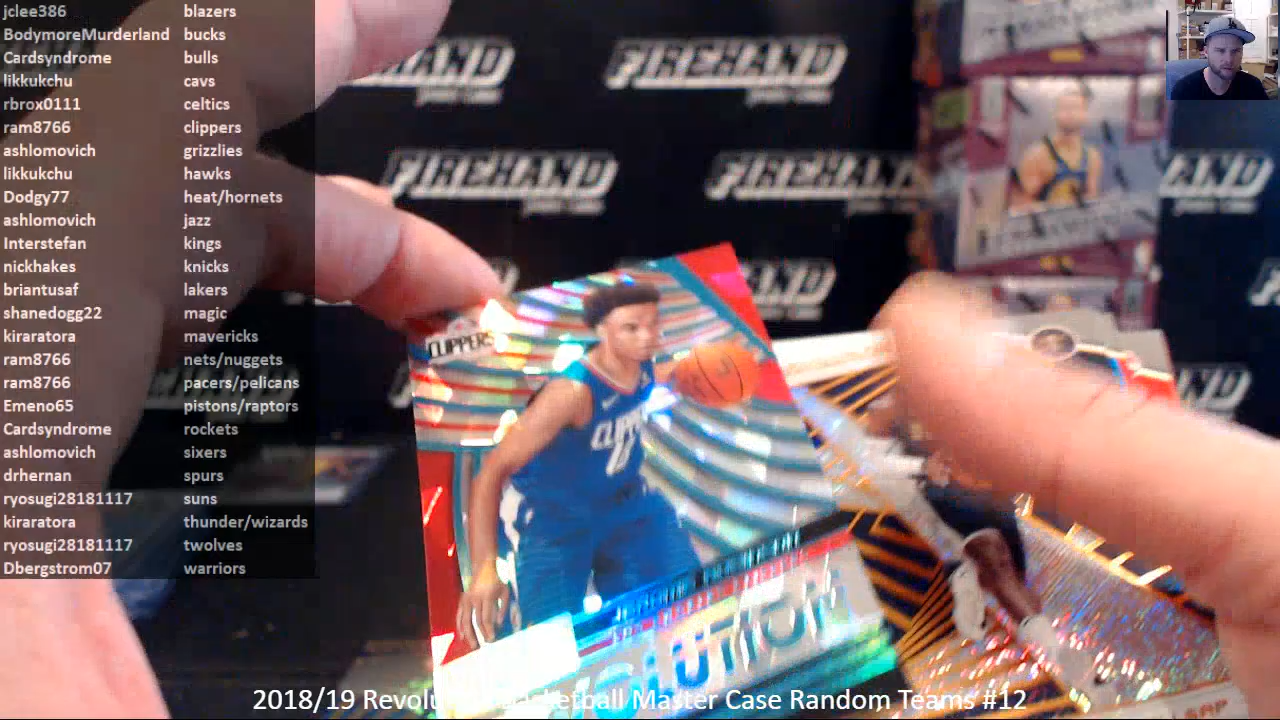 jclee386 blazers
BodymoreMurderland bucks
Cardsyndrome bulls
likkukchu cavs
rbrox0111 celtics
ram8766 clippers
ashlomovich grizzlies
likkukchu hawks
Dodgy77 heat/hornets
ashlomovich jazz
Interstefan kings
nickhakes knicks
briantusaf lakers
shanedogg22 magic
kiraratora mavericks
ram8766 nets/nuggets
ram8766 pacers/pelicans
Emeno65 pistons/raptors
Cardsyndrome rockets
ashlomovich sixers
drhernan spurs
ryosugi28181117 suns
kiraratora thunder/wizards
ryosugi28181117 twolves
Dbergstrom07 warriors
FIREHAND
FIREHAND
FIREHAND
FIREHAND
CLIPPERS
2018/19 Master Case Random Teams #12